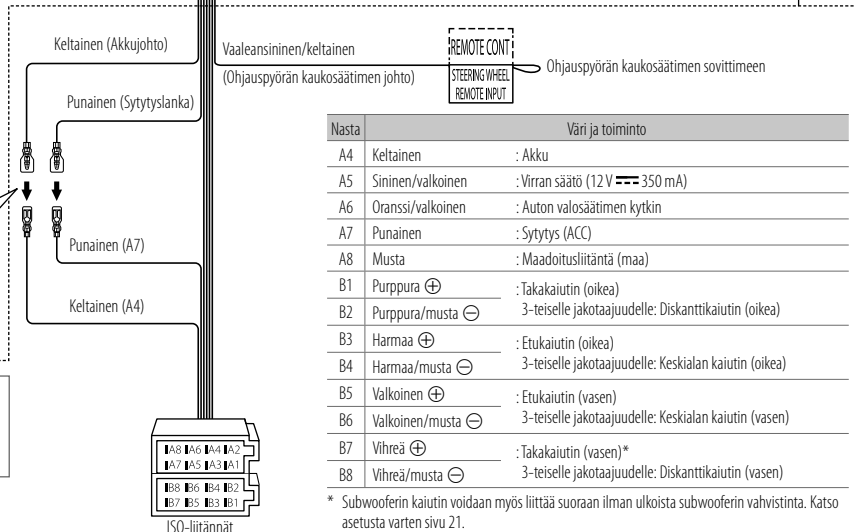 Keltainen (Akkujohto)
Punainen (Sytytyslanka)
Punainen (A7)
Keltainen (A4)
Vaaleansininen/keltainen
(Ohjauspyörän kaukosäätimen johto)
REMOTE CONT
STEERING WHEEL
REMOTE INPUT
Ohjauspyörän kaukosäätimen sovittimeen
Nasta Väri ja toiminto
A4 Keltainen : Akku
A5 Sininen/valkoinen : Virran säätö (12 V ⎓ 350 mA)
A6 Oranssi/valkoinen : Auton valosäätimen kytkin
A7 Punainen : Sytytys (ACC)
A8 Musta : Maadoitusliitäntä (maa)
B1 Purppura ⊕ : Takakaiutin (oikea)
B2 Purppura/musta ⊖ 3-teiselle jakotaajuudelle: Diskanttikaiutin (oikea)
B3 Harmaa ⊕ : Etukaiutin (oikea)
B4 Harmaa/musta ⊖ 3-teiselle jakotaajuudelle: Keskialan kaiutin (oikea)
B5 Valkoinen ⊕ : Etukaiutin (vasen)
B6 Valkoinen/musta ⊖ 3-teiselle jakotaajuudelle: Keskialan kaiutin (vasen)
B7 Vihreä ⊕ : Takakaiutin (vasen)*
B8 Vihreä/musta ⊖ 3-teiselle jakotaajuudelle: Diskanttikaiutin (vasen)
* Subwooferin kaiutin voidaan myös liittää suoraan ilman ulkoista subwooferin vahvistinta. Katso
asetusta varten sivu 21.
A8 A6 A4 A2
A7 A5 A3 A1
B8 B6 B4 B2
B7 B5 B3 B1
ISO-liitännät